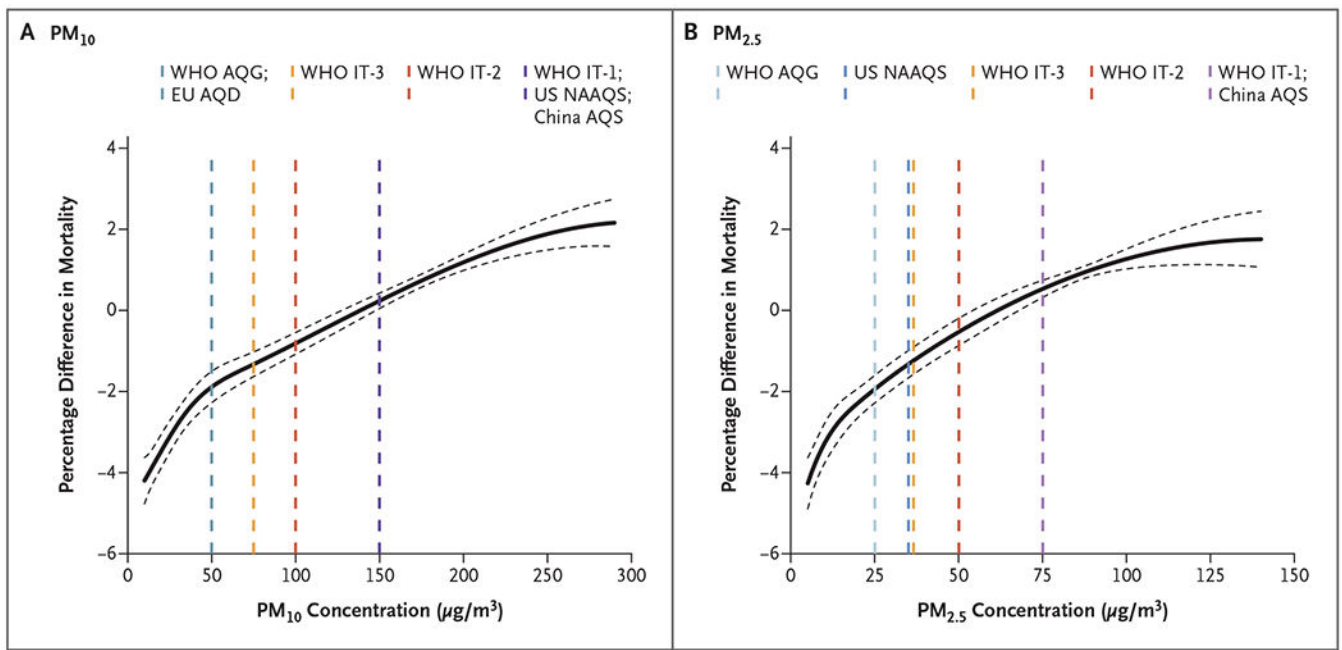 A PM10
WHO AQG;
EU AQD
WHO IT-3
WHO IT-2
WHO IT-1;
US NAAQS;
China AQS
Percentage Difference in Mortality
4
2
0
−2
−4
−6
0 50 100 150 200 250 300
PM10 Concentration (µg/m³)
B PM2.5
WHO AQG
US NAAQS
WHO IT-3
WHO IT-2
WHO IT-1;
China AQS
Percentage Difference in Mortality
4
2
0
−2
−4
−6
0 25 50 75 100 125 150
PM2.5 Concentration (µg/m³)